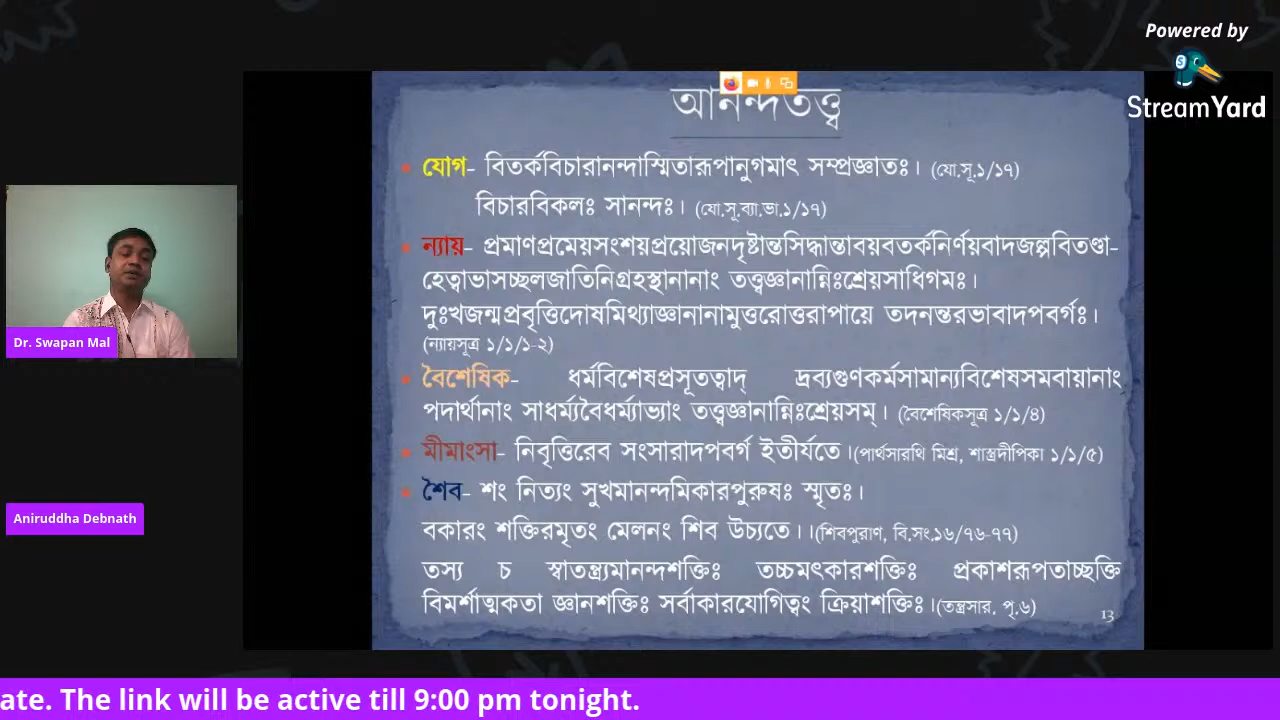 Powered by
StreamYard
আনন্দতত্ত্ব
যোগ- বিতর্কবিচারানন্দাস্মিতারূপানুগমাৎ সম্প্রজ্ঞাতঃ। (যো.সূ.১/১৭)
বিচারবিকলঃ সানন্দঃ। (যো.সূ.ব্যা.ভা.১/১৭)
ন্যায়- প্রমাণপ্রমেয়সংশয়প্রয়োজনদৃষ্টান্তসিদ্ধান্তাবয়বতর্কনির্ণয়বাদজল্পবিতণ্ডা-
হেত্বাভাসচ্ছলজাতিনিগ্রহস্থানানাং তত্ত্বজ্ঞানান্নিঃশ্রেয়সাধিগমঃ।
দুঃখজন্মপ্রবৃত্তিদোষমিথ্যাজ্ঞানানামুত্তরোত্তরাপায়ে তদনন্তরভাবাদপবর্গঃ।
(ন্যায়সূত্র ১/১/১-২)
বৈশেষিক- ধর্মবিশেষপ্রসূতত্বাদ্ দ্রব্যগুণকর্মসামান্যবিশেষসমবায়ানাং
পদার্থানাং সাধর্ম্যবৈধর্ম্যাভ্যাং তত্ত্বজ্ঞানান্নিঃশ্রেয়সম্। (বৈশেষিকসূত্র ১/১/৪)
মীমাংসা- নিবৃত্তিরেব সংসারাদপবর্গ ইতীর্যতে।(পার্থসারথি মিশ্র, শাস্ত্রদীপিকা ১/১/৫)
শৈব- শং নিত্যং সুখমানন্দমিকারপুরুষঃ স্মৃতঃ।
বকারং শক্তিরমৃতং মেলনং শিব উচ্যতে।।(শিবপুরাণ, বি.সং.১৬/৭৬-৭৭)
তস্য চ স্বাতন্ত্র্যমানন্দশক্তিঃ তচ্চমৎকারশক্তিঃ প্রকাশরূপতাচ্ছক্তি
বিমর্শাত্মকতা জ্ঞানশক্তিঃ সর্বাকারযোগিত্বং ক্রিয়াশক্তিঃ।(তন্ত্রসার, পৃ.৬)
13
Dr. Swapan Mal
Aniruddha Debnath
ate. The link will be active till 9:00 pm tonight.